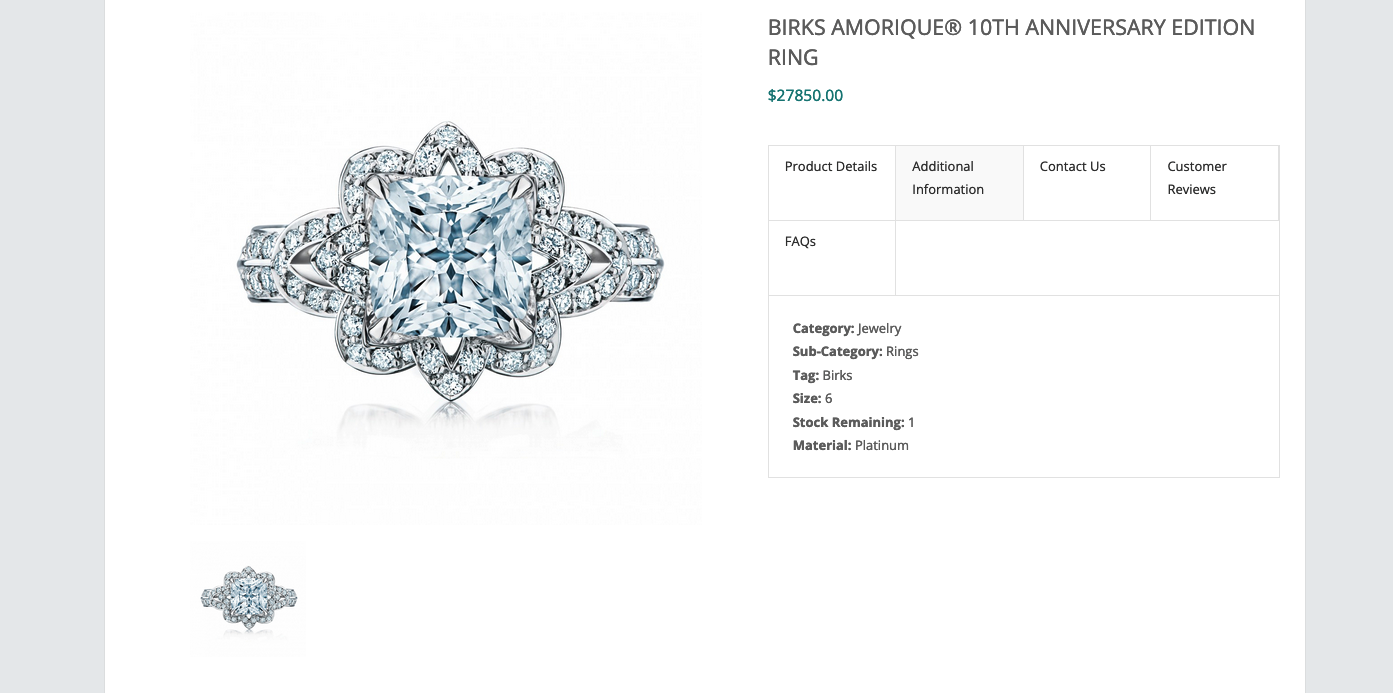 BIRKS AMORIQUE® 10TH ANNIVERSARY EDITION
RING
$27850.00
Product Details
Additional
Information
Contact Us
Customer
Reviews
FAQs
Category: Jewelry
Sub-Category: Rings
Tag: Birks
Size: 6
Stock Remaining: 1
Material: Platinum